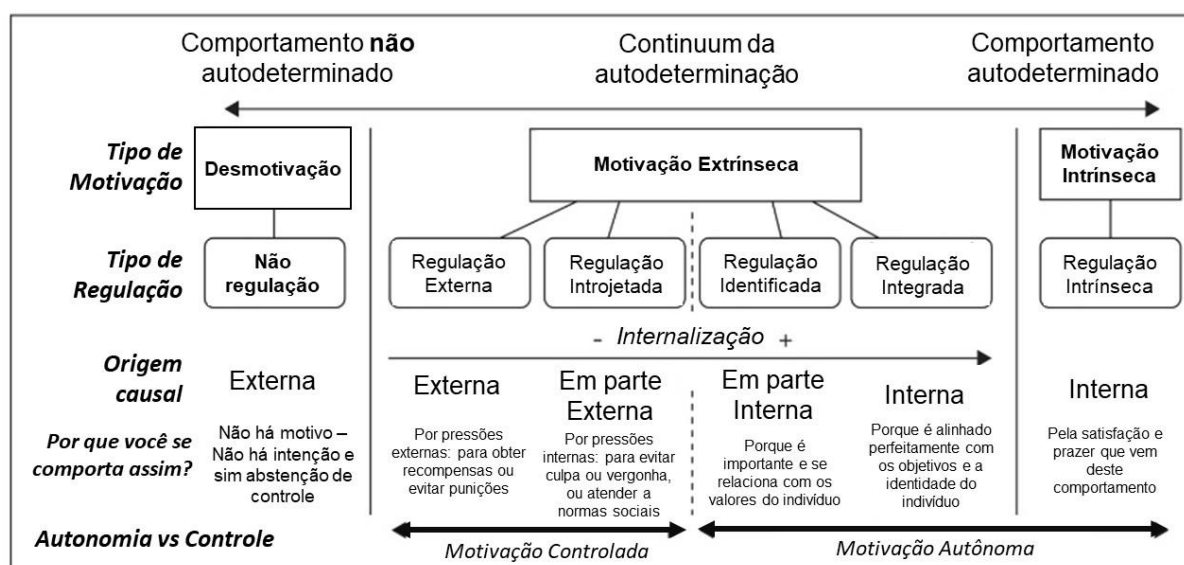 Comportamento não
autodeterminado
Continuum da
autodeterminação
Comportamento
autodeterminado
Tipo de
Motivação
Desmotivação
Motivação Extrínseca
Motivação
Intrínseca
Tipo de
Regulação
Não
regulação
Regulação
Externa
Regulação
Introjetada
Regulação
Identificada
Regulação
Integrada
Regulação
Intrínseca
- Internalização +
Origem
causal
Externa
Externa
Em parte
Externa
Em parte
Interna
Interna
Interna
Por que você se
comporta assim?
Não há motivo –
Não há intenção e
sim abstenção de
controle
Por pressões
externas: para obter
recompensas ou
evitar punições
Por pressões
internas: para evitar
culpa ou vergonha,
ou atender a
normas sociais
Porque é
importante e se
relaciona com os
valores do indivíduo
Porque é alinhado
perfeitamente com
os objetivos e a
identidade do
indivíduo
Pela satisfação e
prazer que vem
deste
comportamento
Autonomia vs Controle
Motivação Controlada
Motivação Autônoma